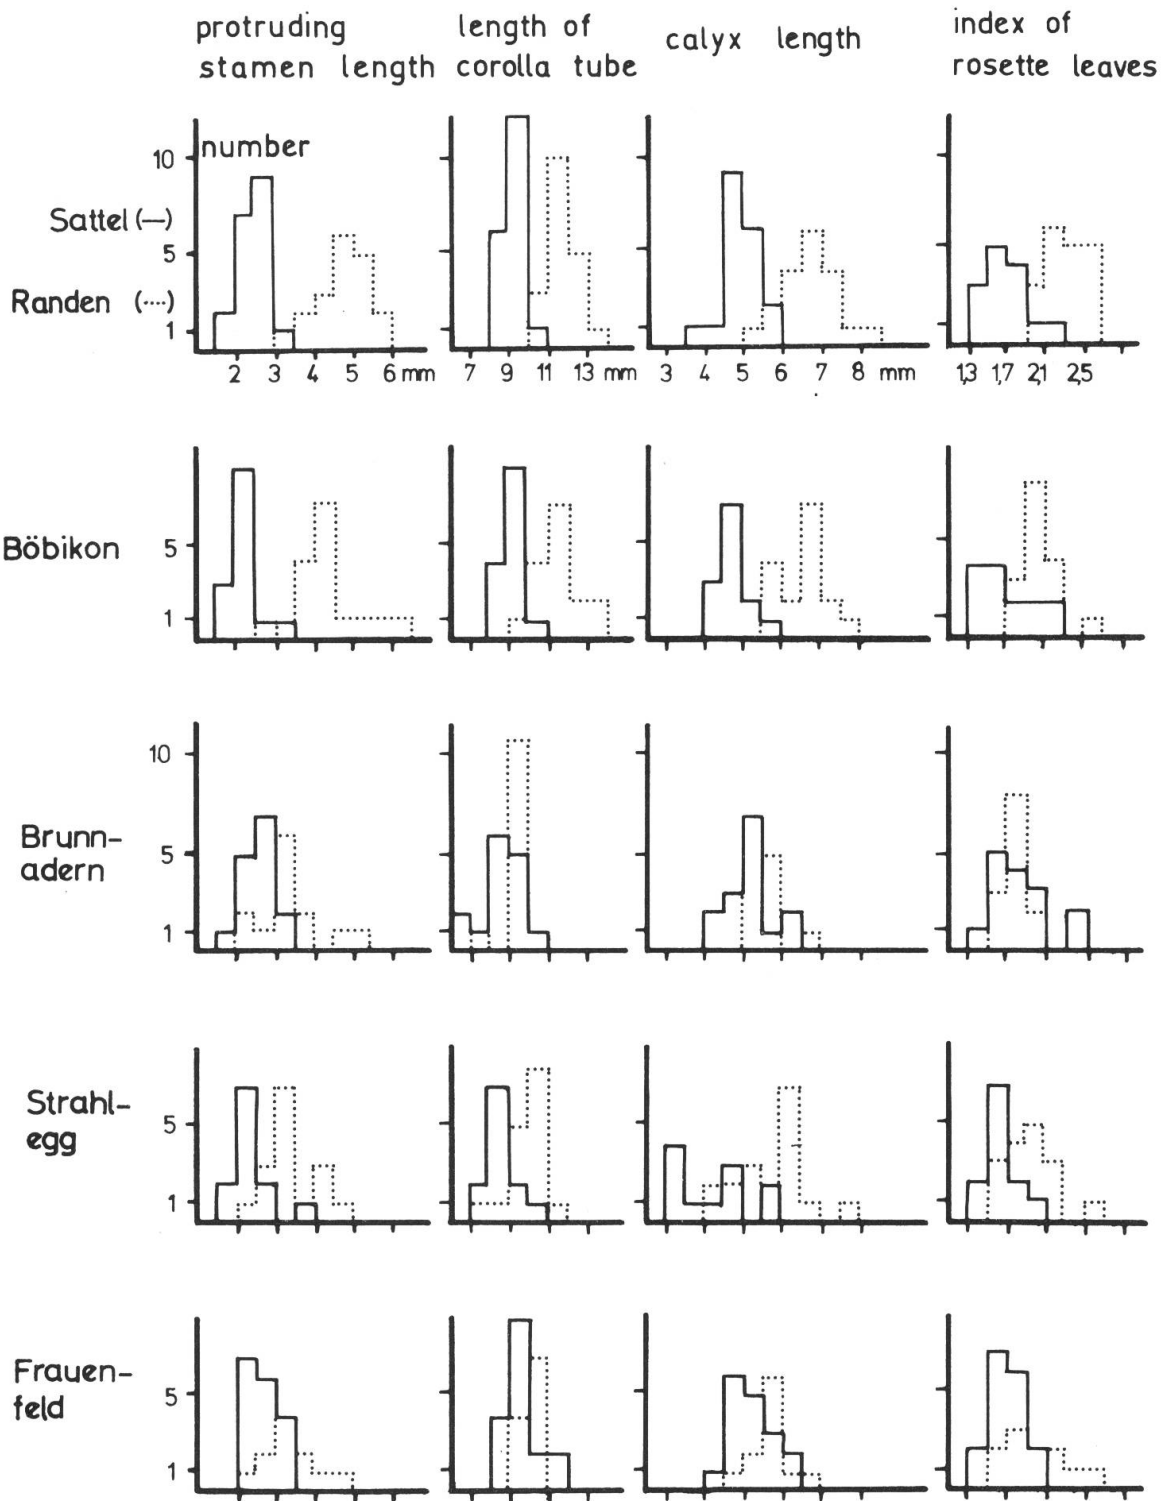 protruding
stamen length
length of
corolla tube
calyx length
index of
rosette leaves
number
10
Sattel (—)
5
Randen (····)
1
2 3 4 5 6 mm
7 9 11 13 mm
3 4 5 6 7 8 mm
1,3 1,7 2,1 2,5
Böbikon
5
1
10
Brunn-
adern
5
1
Strahl-
egg
5
1
Frauen-
feld
5
1